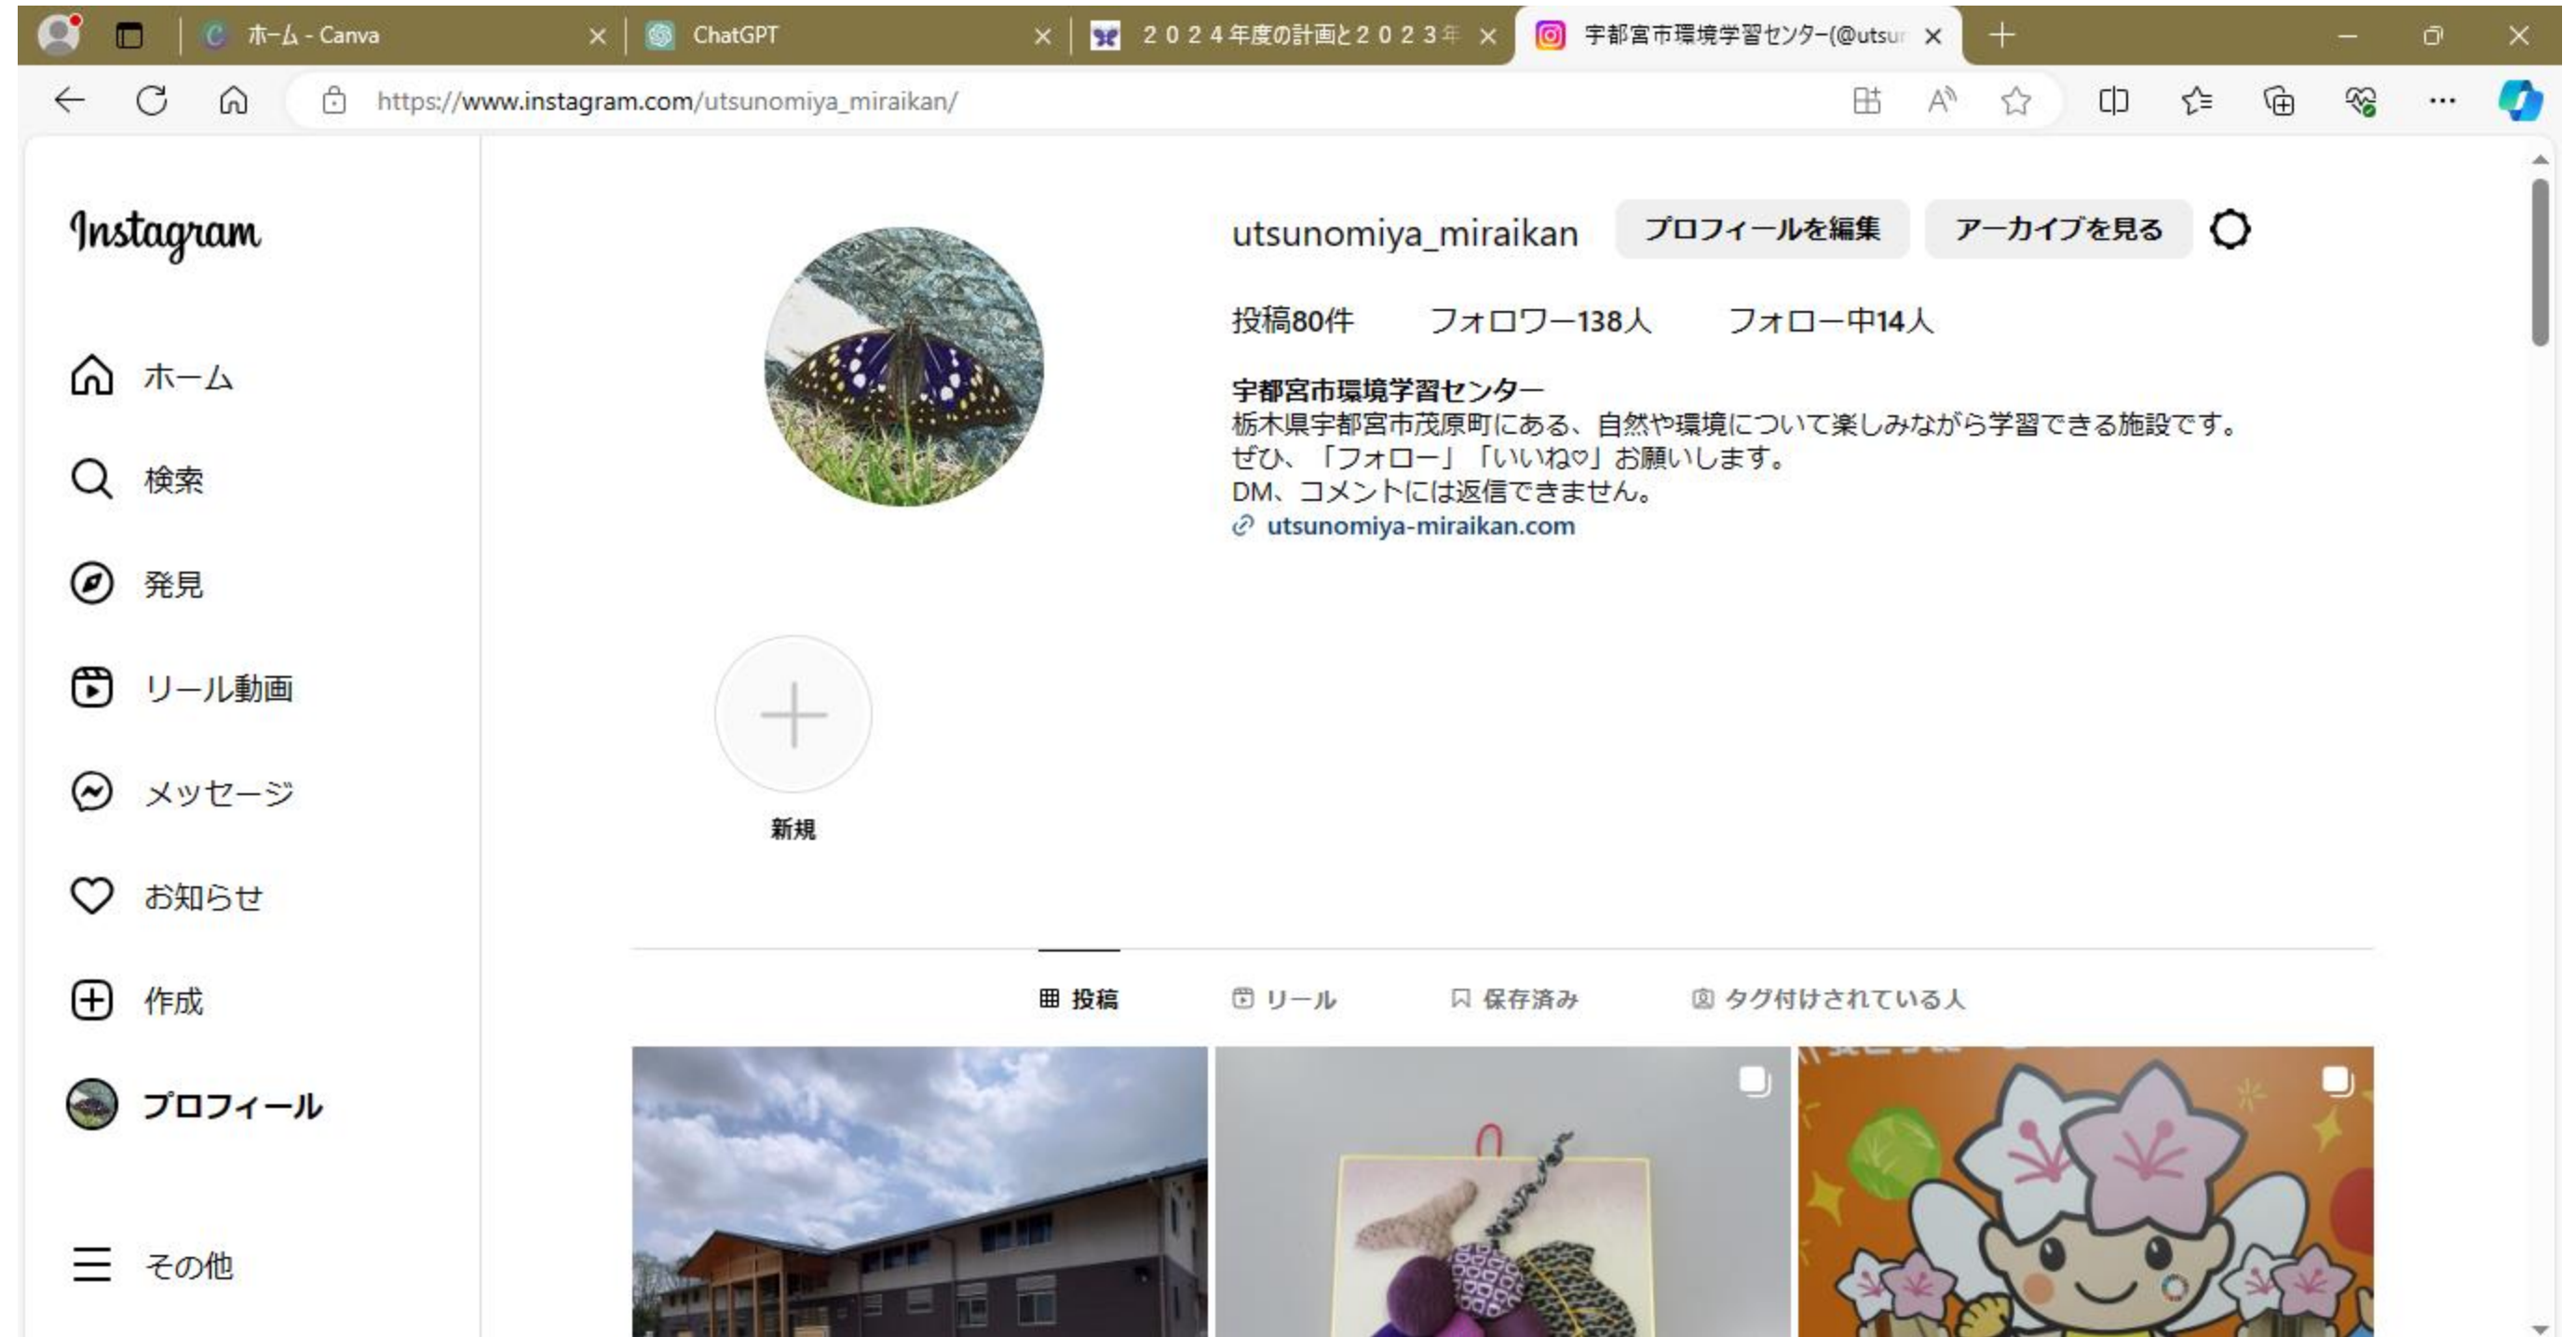 ホーム - Canva
ChatGPT
２０２４年度の計画と２０２３年
宇都宮市環境学習センター(@utsu
https://www.instagram.com/utsunomiya_miraikan/
Instagram
ホーム
検索
発見
リール動画
メッセージ
お知らせ
作成
プロフィール
その他
utsunomiya_miraikan
プロフィールを編集
アーカイブを見る
投稿80件
フォロワー138人
フォロー中14人
宇都宮市環境学習センター
栃木県宇都宮市茂原町にある、自然や環境について楽しみながら学習できる施設です。
ぜひ、「フォロー」「いいね♡」お願いします。
DM、コメントには返信できません。
utsunomiya-miraikan.com
新規
投稿
リール
保存済み
タグ付けされている人